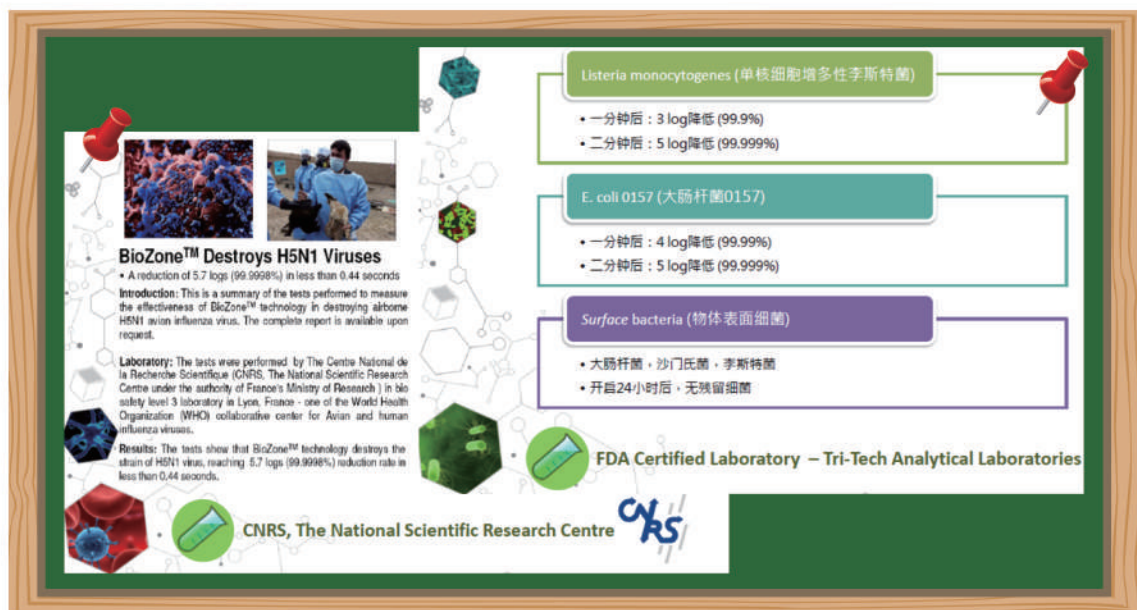 BioZone™ Destroys H5N1 Viruses
• A reduction of 5.7 logs (99.9998%) in less than 0.44 seconds
Introduction: This is a summary of the tests performed to measure
the effectiveness of BioZone™ technology in destroying airborne
H5N1 avian influenza virus. The complete report is available upon
request.
Laboratory: The tests were performed by The Centre National de
la Recherche Scientifique (CNRS, The National Scientific Research
Centre under the authority of France's Ministry of Research ) in bio
safety level 3 laboratory in Lyon, France - one of the World Health
Organization (WHO) collaborative center for Avian and human
influenza viruses.
Results: The tests show that BioZone™ technology destroys the
strain of H5N1 virus, reaching 5.7 logs (99.9998%) reduction rate in
less than 0.44 seconds.
CNRS, The National Scientific Research Centre
CNRS
Listeria monocytogenes (单核细胞增多性李斯特菌)
• 一分钟后：3 log降低 (99.9%)
• 二分钟后：5 log降低 (99.999%)
E. coli 0157 (大肠杆菌0157)
• 一分钟后：4 log降低 (99.99%)
• 二分钟后：5 log降低 (99.999%)
Surface bacteria (物体表面细菌)
• 大肠杆菌，沙门氏菌，李斯特菌
• 开启24小时后，无残留细菌
FDA Certified Laboratory – Tri-Tech Analytical Laboratories